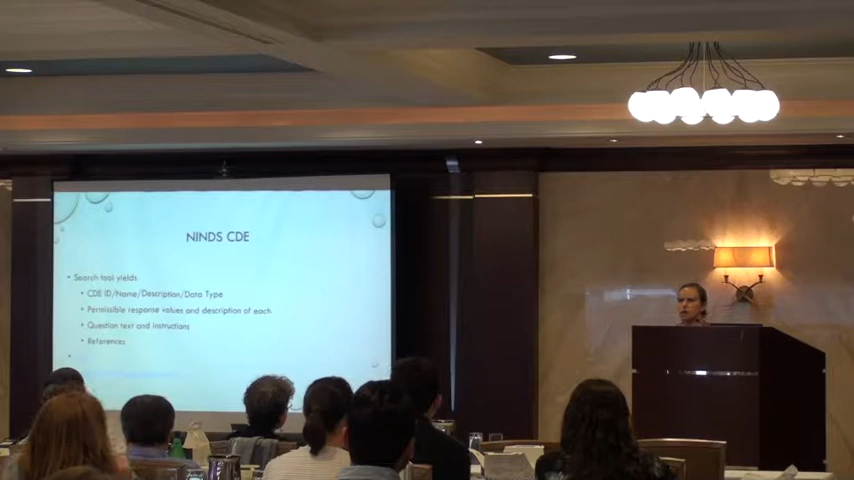 NINDS CDE
• Search tool yields
• CDE ID/Name/Description/Data Type
• Permissible response values and description of each
• Question text and instructions
• References
•